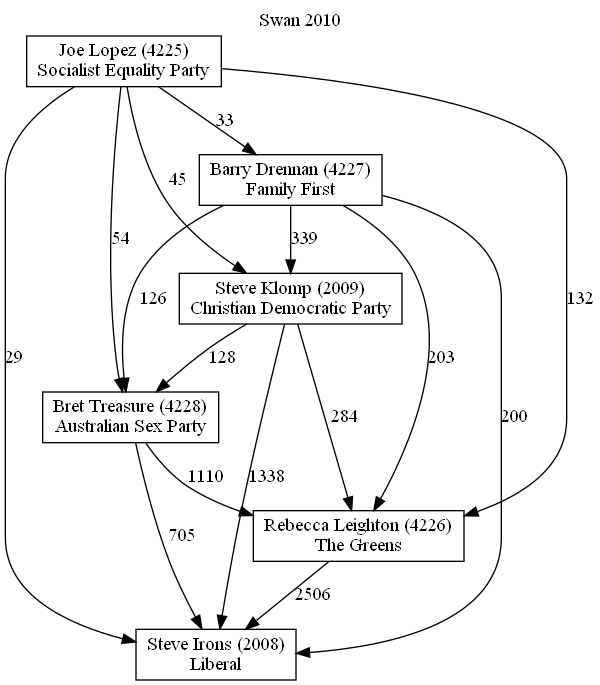 Swan 2010
Joe Lopez (4225)
Socialist Equality Party
33
Barry Drennan (4227)
Family First
45
54
339
126
Steve Klomp (2009)
Christian Democratic Party
132
29
128
203
Bret Treasure (4228)
Australian Sex Party
284
200
1110
1338
Rebecca Leighton (4226)
The Greens
705
2506
Steve Irons (2008)
Liberal